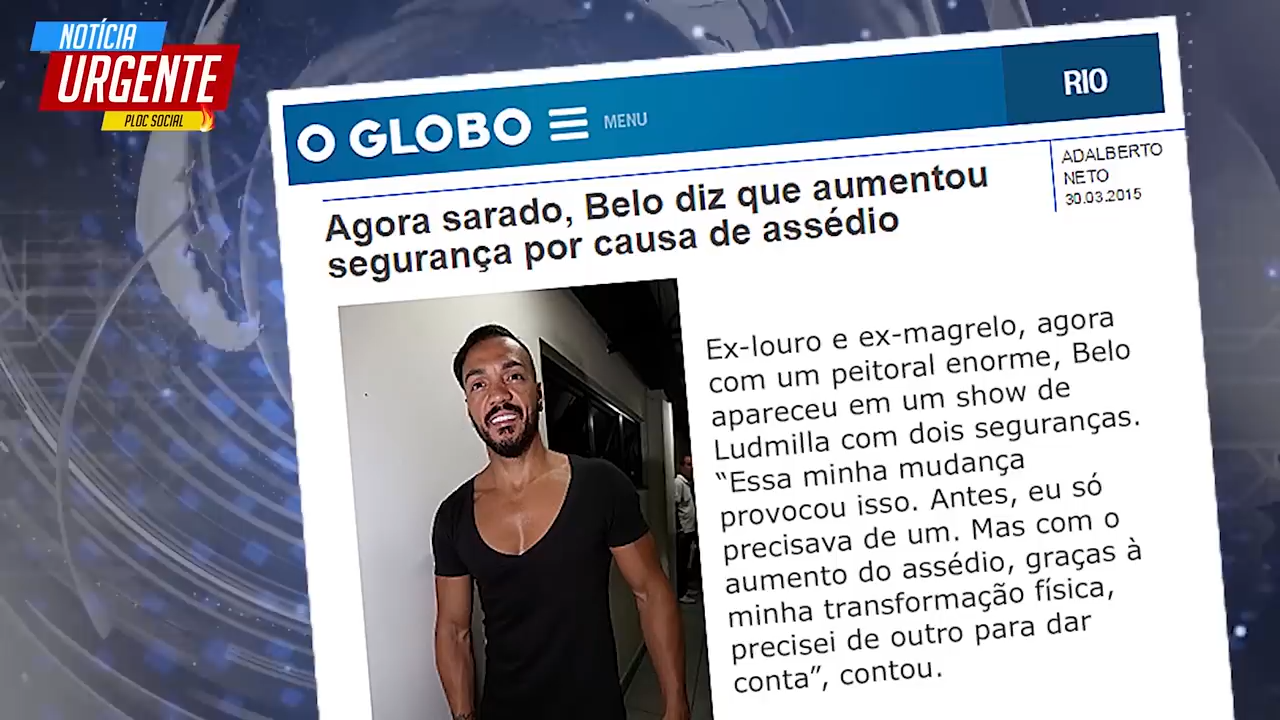 NOTÍCIA
URGENTE
PLOC SOCIAL
O GLOBO
MENU
RIO
ADALBERTO
NETO
30.03.2015
Agora sarado, Belo diz que aumentou
segurança por causa de assédio
Ex-louro e ex-magrelo, agora
com um peitoral enorme, Belo
apareceu em um show de
Ludmilla com dois seguranças.
“Essa minha mudança
provocou isso. Antes, eu só
precisava de um. Mas com o
aumento do assédio, graças à
minha transformação física,
precisei de outro para dar
conta”, contou.